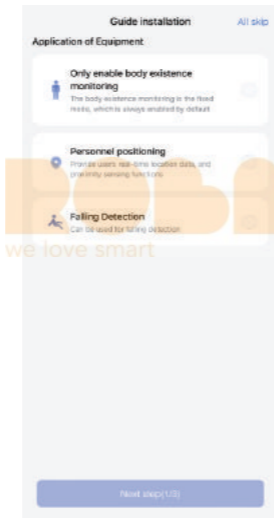 Guide installation
All skip
Application of Equipment
Only enable body existence
monitoring
The body existence monitoring is the fixed
mode, which is always enabled by default
Personnel positioning
Provide users real-time location data, and
proximity sensing functions
Falling Detection
Can be used for falling detection
we love smart
Next step(1/3)